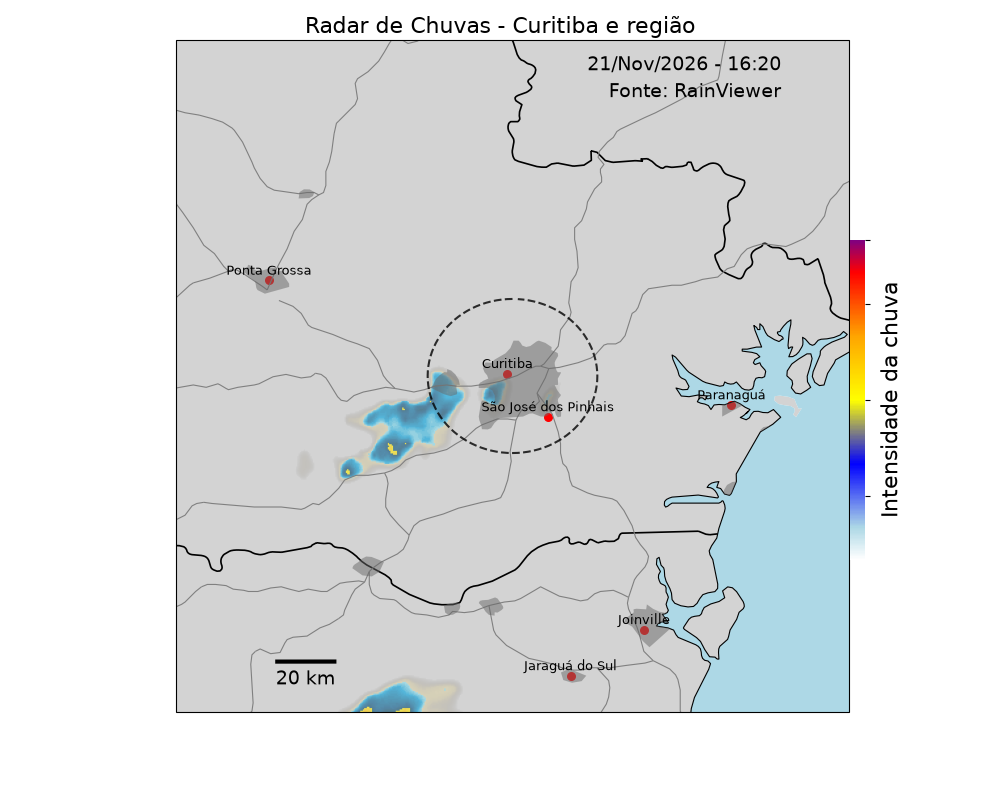 Radar de Chuvas - Curitiba e região
21/Nov/2026 - 16:20
Fonte: RainViewer
Ponta Grossa
Curitiba
Paranaguá
São José dos Pinhais
Intensidade da chuva
Joinville
Jaraguá do Sul
20 km